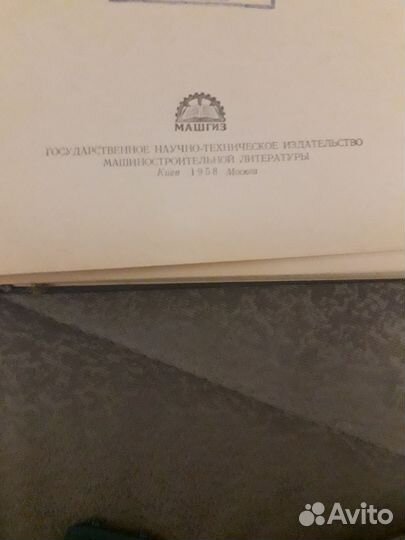 МАШГИЗ
ГОСУДАРСТВЕННОЕ НАУЧНО-ТЕХНИЧЕСКОЕ ИЗДАТЕЛЬСТВО
МАШИНОСТРОИТЕЛЬНОЙ ЛИТЕРАТУРЫ
Киев 1958 Москва
Avito